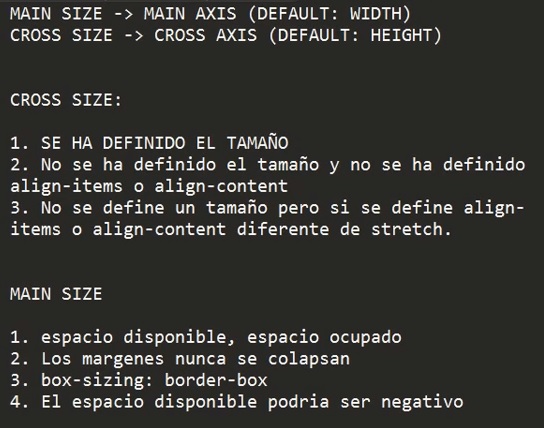 MAIN SIZE -> MAIN AXIS (DEFAULT: WIDTH)
CROSS SIZE -> CROSS AXIS (DEFAULT: HEIGHT)
CROSS SIZE:
1. SE HA DEFINIDO EL TAMAÑO
2. No se ha definido el tamaño y no se ha definido
align-items o align-content
3. No se define un tamaño pero si se define align-
items o align-content diferente de stretch.
MAIN SIZE
1. espacio disponible, espacio ocupado
2. Los margenes nunca se colapsan
3. box-sizing: border-box
4. El espacio disponible podria ser negativo